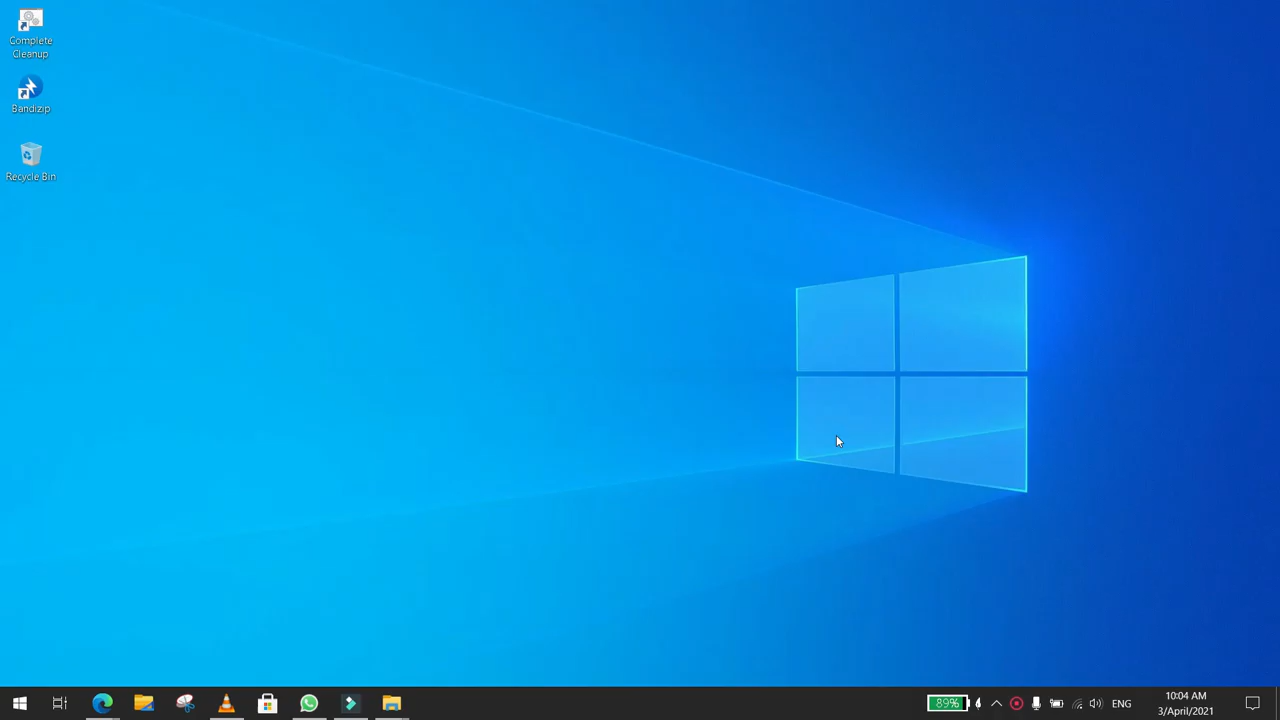 Complete
Cleanup
Bandizip
Recycle Bin
89%
ENG
10:04 AM
3/April/2021